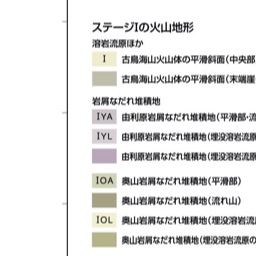 ステージIの火山地形
溶岩流原ほか
I 古鳥海山火山体の平滑斜面(中央部
古鳥海山火山体の平滑斜面(末端崖
岩屑なだれ堆積地
IYA 由利原岩屑なだれ堆積地(平滑部・流
IYL 由利原岩屑なだれ堆積地(埋没溶岩流原
由利原岩屑なだれ堆積地(埋没溶岩流原
IOA 奥山岩屑なだれ堆積地(平滑部)
奥山岩屑なだれ堆積地(流れ山)
IOL 奥山岩屑なだれ堆積地(埋没溶岩流原
奥山岩屑なだれ堆積地(埋没溶岩流原の